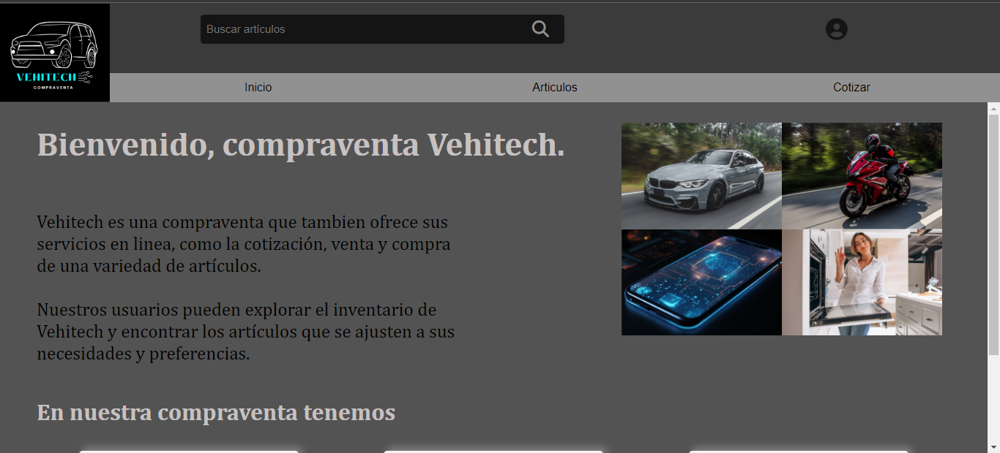 Buscar artículos
VEHITECH
COMPRAVENTA
Inicio
Articulos
Cotizar
Bienvenido, compraventa Vehitech.
Vehitech es una compraventa que tambien ofrece sus
servicios en linea, como la cotización, venta y compra
de una variedad de artículos.
Nuestros usuarios pueden explorar el inventario de
Vehitech y encontrar los artículos que se ajusten a sus
necesidades y preferencias.
En nuestra compraventa tenemos